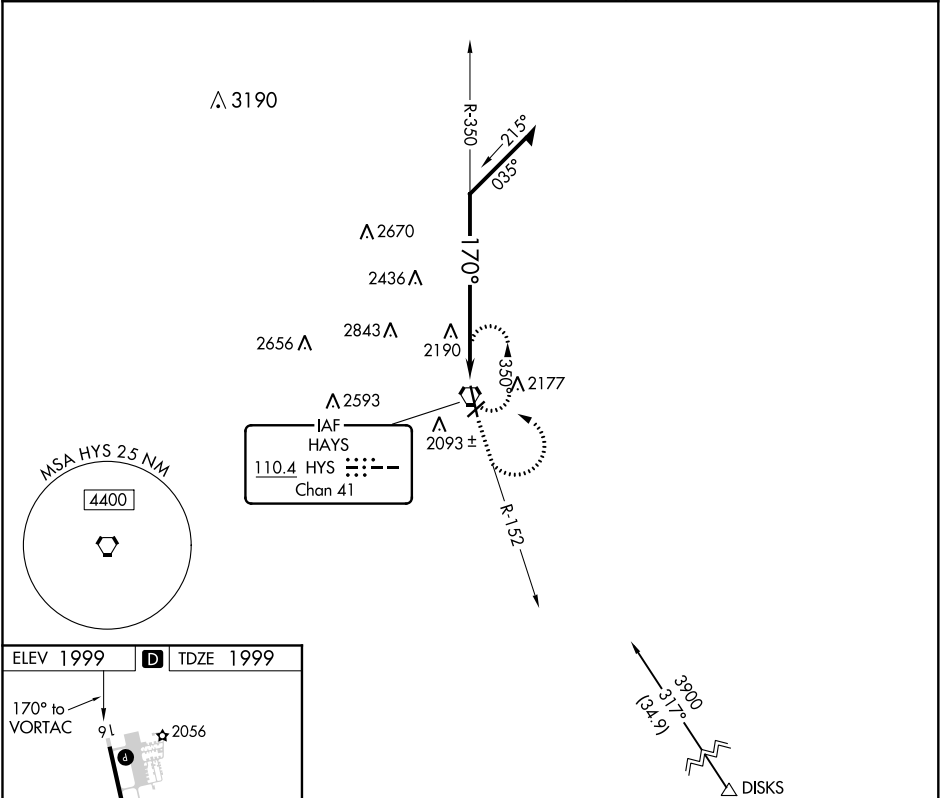 3190
R-350
215°
035°
2670
170°
2436
2843
2190
2656
350°
2177
2593
2093 ±
IAF
HAYS
110.4 HYS
Chan 41
MSA HYS 25 NM
4400
R-152
ELEV 1999 D TDZE 1999
170° to
VORTAC
16
2056
P
3900
317°
(34.9)
DISKS